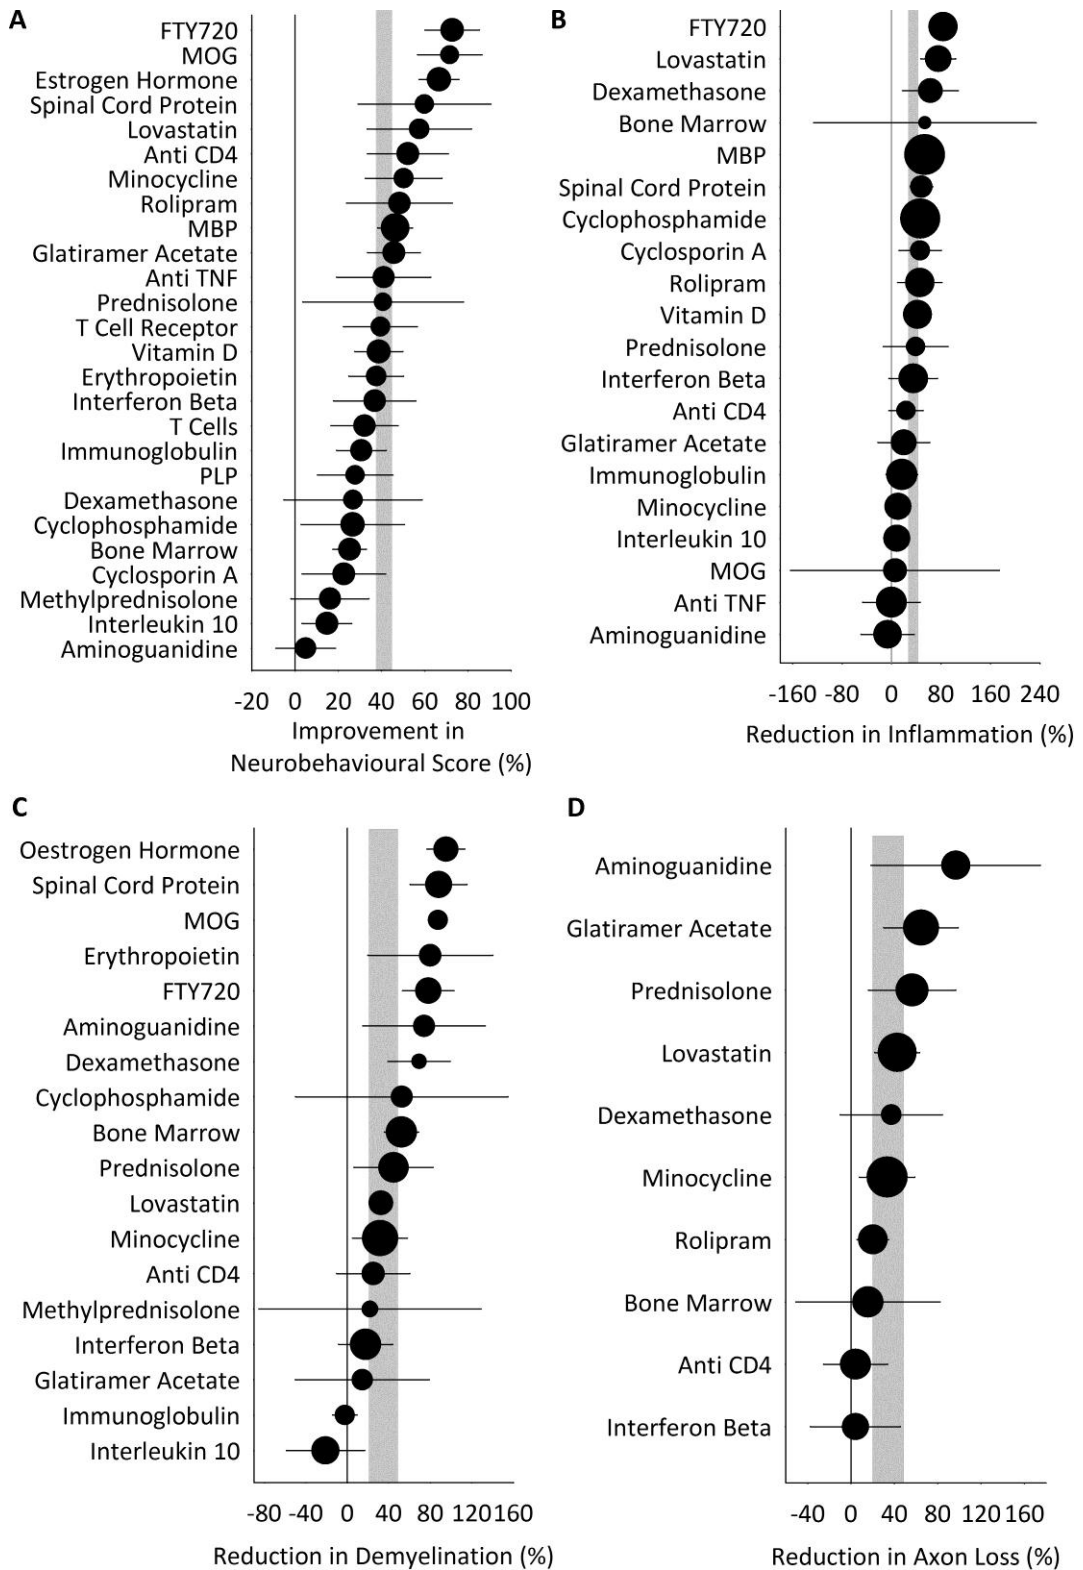 A
FTY720
MOG
Estrogen Hormone
Spinal Cord Protein
Lovastatin
Anti CD4
Minocycline
Rolipram
MBP
Glatiramer Acetate
Anti TNF
Prednisolone
T Cell Receptor
Vitamin D
Erythropoietin
Interferon Beta
T Cells
Immunoglobulin
PLP
Dexamethasone
Cyclophosphamide
Bone Marrow
Cyclosporin A
Methylprednisolone
Interleukin 10
Aminoguanidine
-20 0 20 40 60 80 100
Improvement in
Neurobehavioural Score (%)
B
FTY720
Lovastatin
Dexamethasone
Bone Marrow
MBP
Spinal Cord Protein
Cyclophosphamide
Cyclosporin A
Rolipram
Vitamin D
Prednisolone
Interferon Beta
Anti CD4
Glatiramer Acetate
Immunoglobulin
Minocycline
Interleukin 10
MOG
Anti TNF
Aminoguanidine
-160 -80 0 80 160 240
Reduction in Inflammation (%)
C
Oestrogen Hormone
Spinal Cord Protein
MOG
Erythropoietin
FTY720
Aminoguanidine
Dexamethasone
Cyclophosphamide
Bone Marrow
Prednisolone
Lovastatin
Minocycline
Anti CD4
Methylprednisolone
Interferon Beta
Glatiramer Acetate
Immunoglobulin
Interleukin 10
-80 -40 0 40 80 120 160
Reduction in Demyelination (%)
D
Aminoguanidine
Glatiramer Acetate
Prednisolone
Lovastatin
Dexamethasone
Minocycline
Rolipram
Bone Marrow
Anti CD4
Interferon Beta
-40 0 40 80 120 160
Reduction in Axon Loss (%)